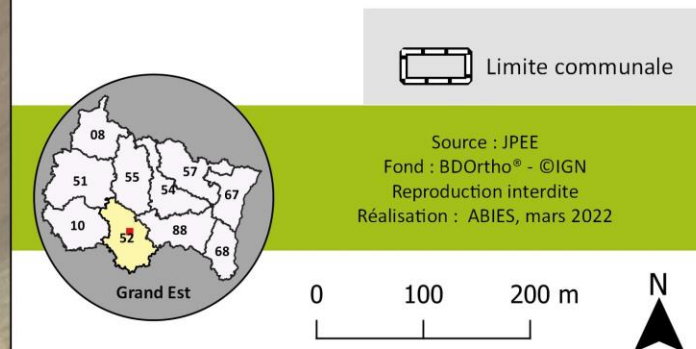 Limite communale
08
51
55
57
54
67
10
52
88
68
Grand Est
Source : JPEE
Fond : BDOrtho® - ©IGN
Reproduction interdite
Réalisation : ABIES, mars 2022
0 100 200 m
N